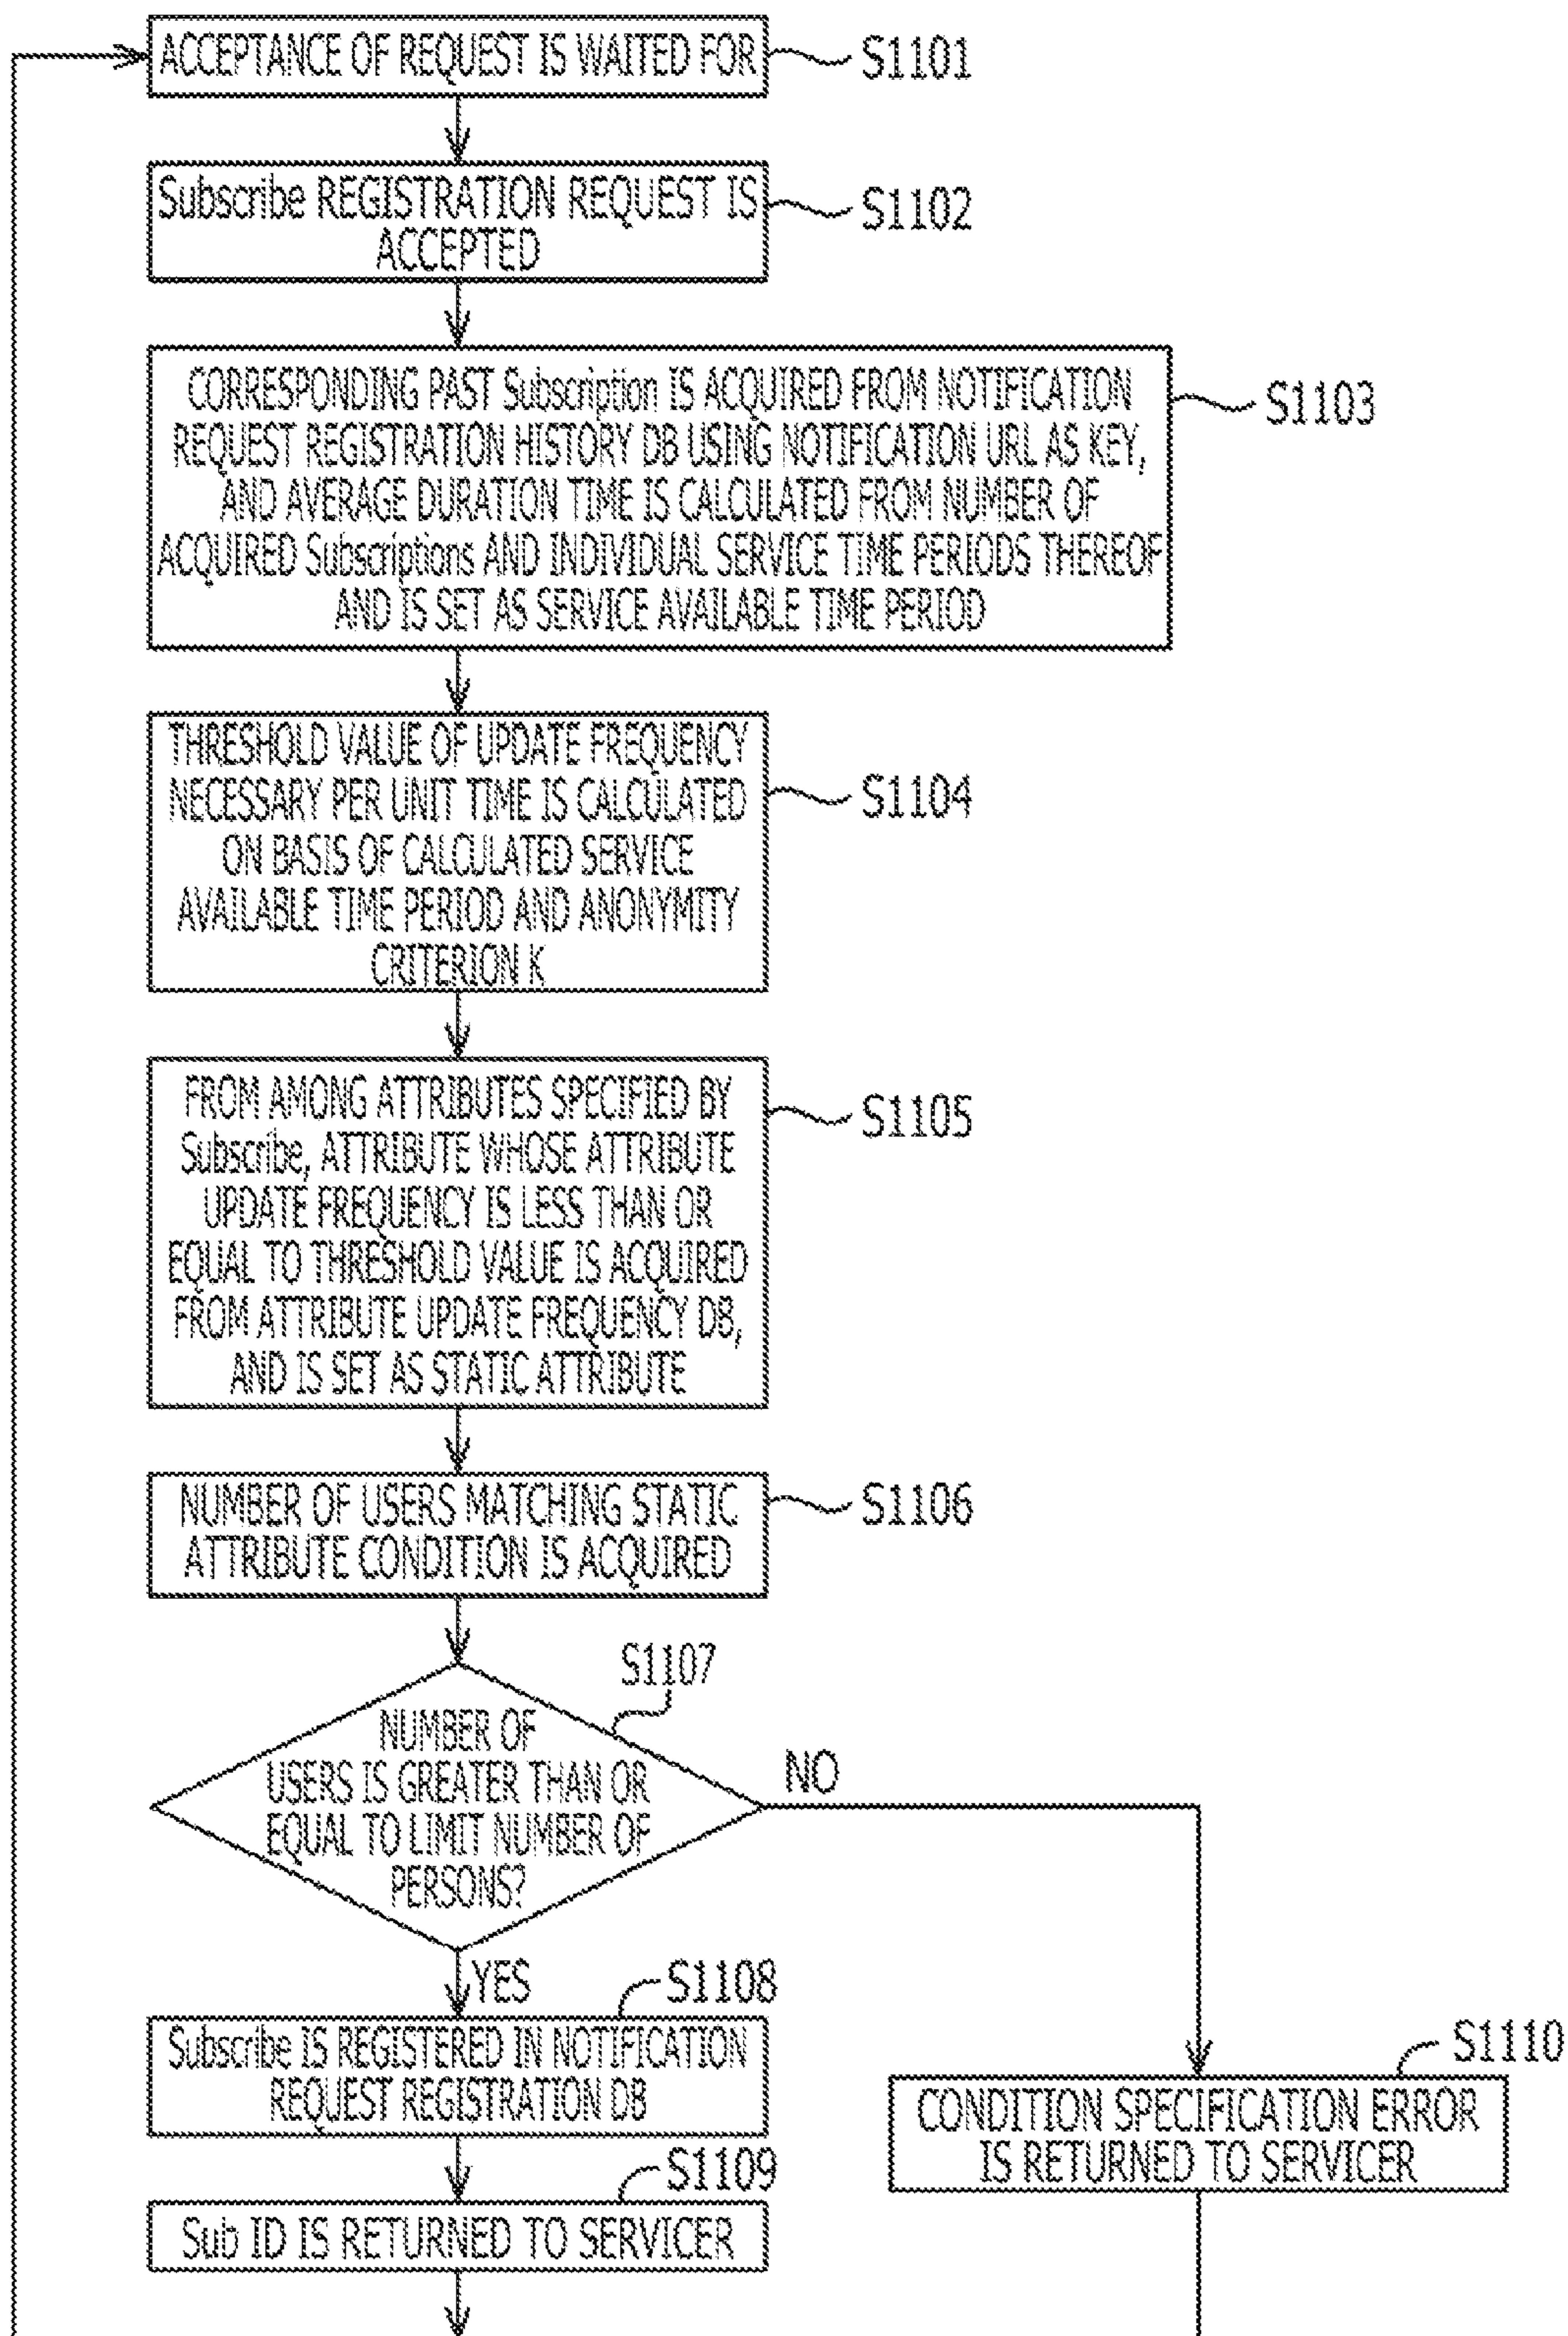 ACCEPTANCE OF REQUEST IS WAITED FOR
S1101
Subscribe REGISTRATION REQUEST IS
ACCEPTED
S1102
CORRESPONDING PAST Subscription IS ACQUIRED FROM NOTIFICATION
REQUEST REGISTRATION HISTORY DB USING NOTIFICATION URL AS KEY,
AND AVERAGE DURATION TIME IS CALCULATED FROM NUMBER OF
ACQUIRED Subscriptions AND INDIVIDUAL SERVICE TIME PERIODS THEREOF
AND IS SET AS SERVICE AVAILABLE TIME PERIOD
S1103
THRESHOLD VALUE OF UPDATE FREQUENCY
NECESSARY PER UNIT TIME IS CALCULATED
ON BASIS OF CALCULATED SERVICE
AVAILABLE TIME PERIOD AND ANONYMITY
CRITERION K
S1104
FROM AMONG ATTRIBUTES SPECIFIED BY
Subscribe, ATTRIBUTE WHOSE ATTRIBUTE
UPDATE FREQUENCY IS LESS THAN OR
EQUAL TO THRESHOLD VALUE IS ACQUIRED
FROM ATTRIBUTE UPDATE FREQUENCY DB,
AND IS SET AS STATIC ATTRIBUTE
S1105
NUMBER OF USERS MATCHING STATIC
ATTRIBUTE CONDITION IS ACQUIRED
S1106
S1107
NUMBER OF
USERS IS GREATER THAN OR
EQUAL TO LIMIT NUMBER OF
PERSONS?
NO
YES
S1108
Subscribe IS REGISTERED IN NOTIFICATION
REQUEST REGISTRATION DB
S1110
CONDITION SPECIFICATION ERROR
IS RETURNED TO SERVICER
S1109
Sub ID IS RETURNED TO SERVICER